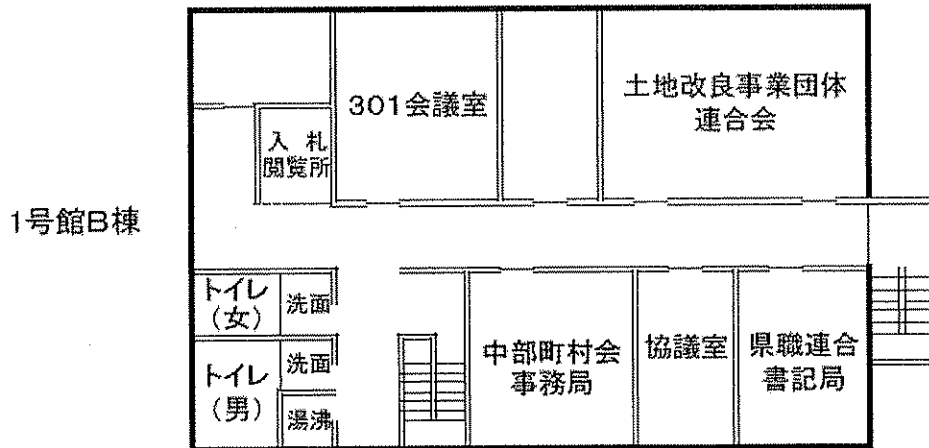 301会議室
土地改良事業団体
連合会
入札
閲覧所
1号館B棟
トイレ
(女)
洗面
トイレ
(男)
洗面
湯沸
中部町村会
事務局
協議室
県職連合
書記局